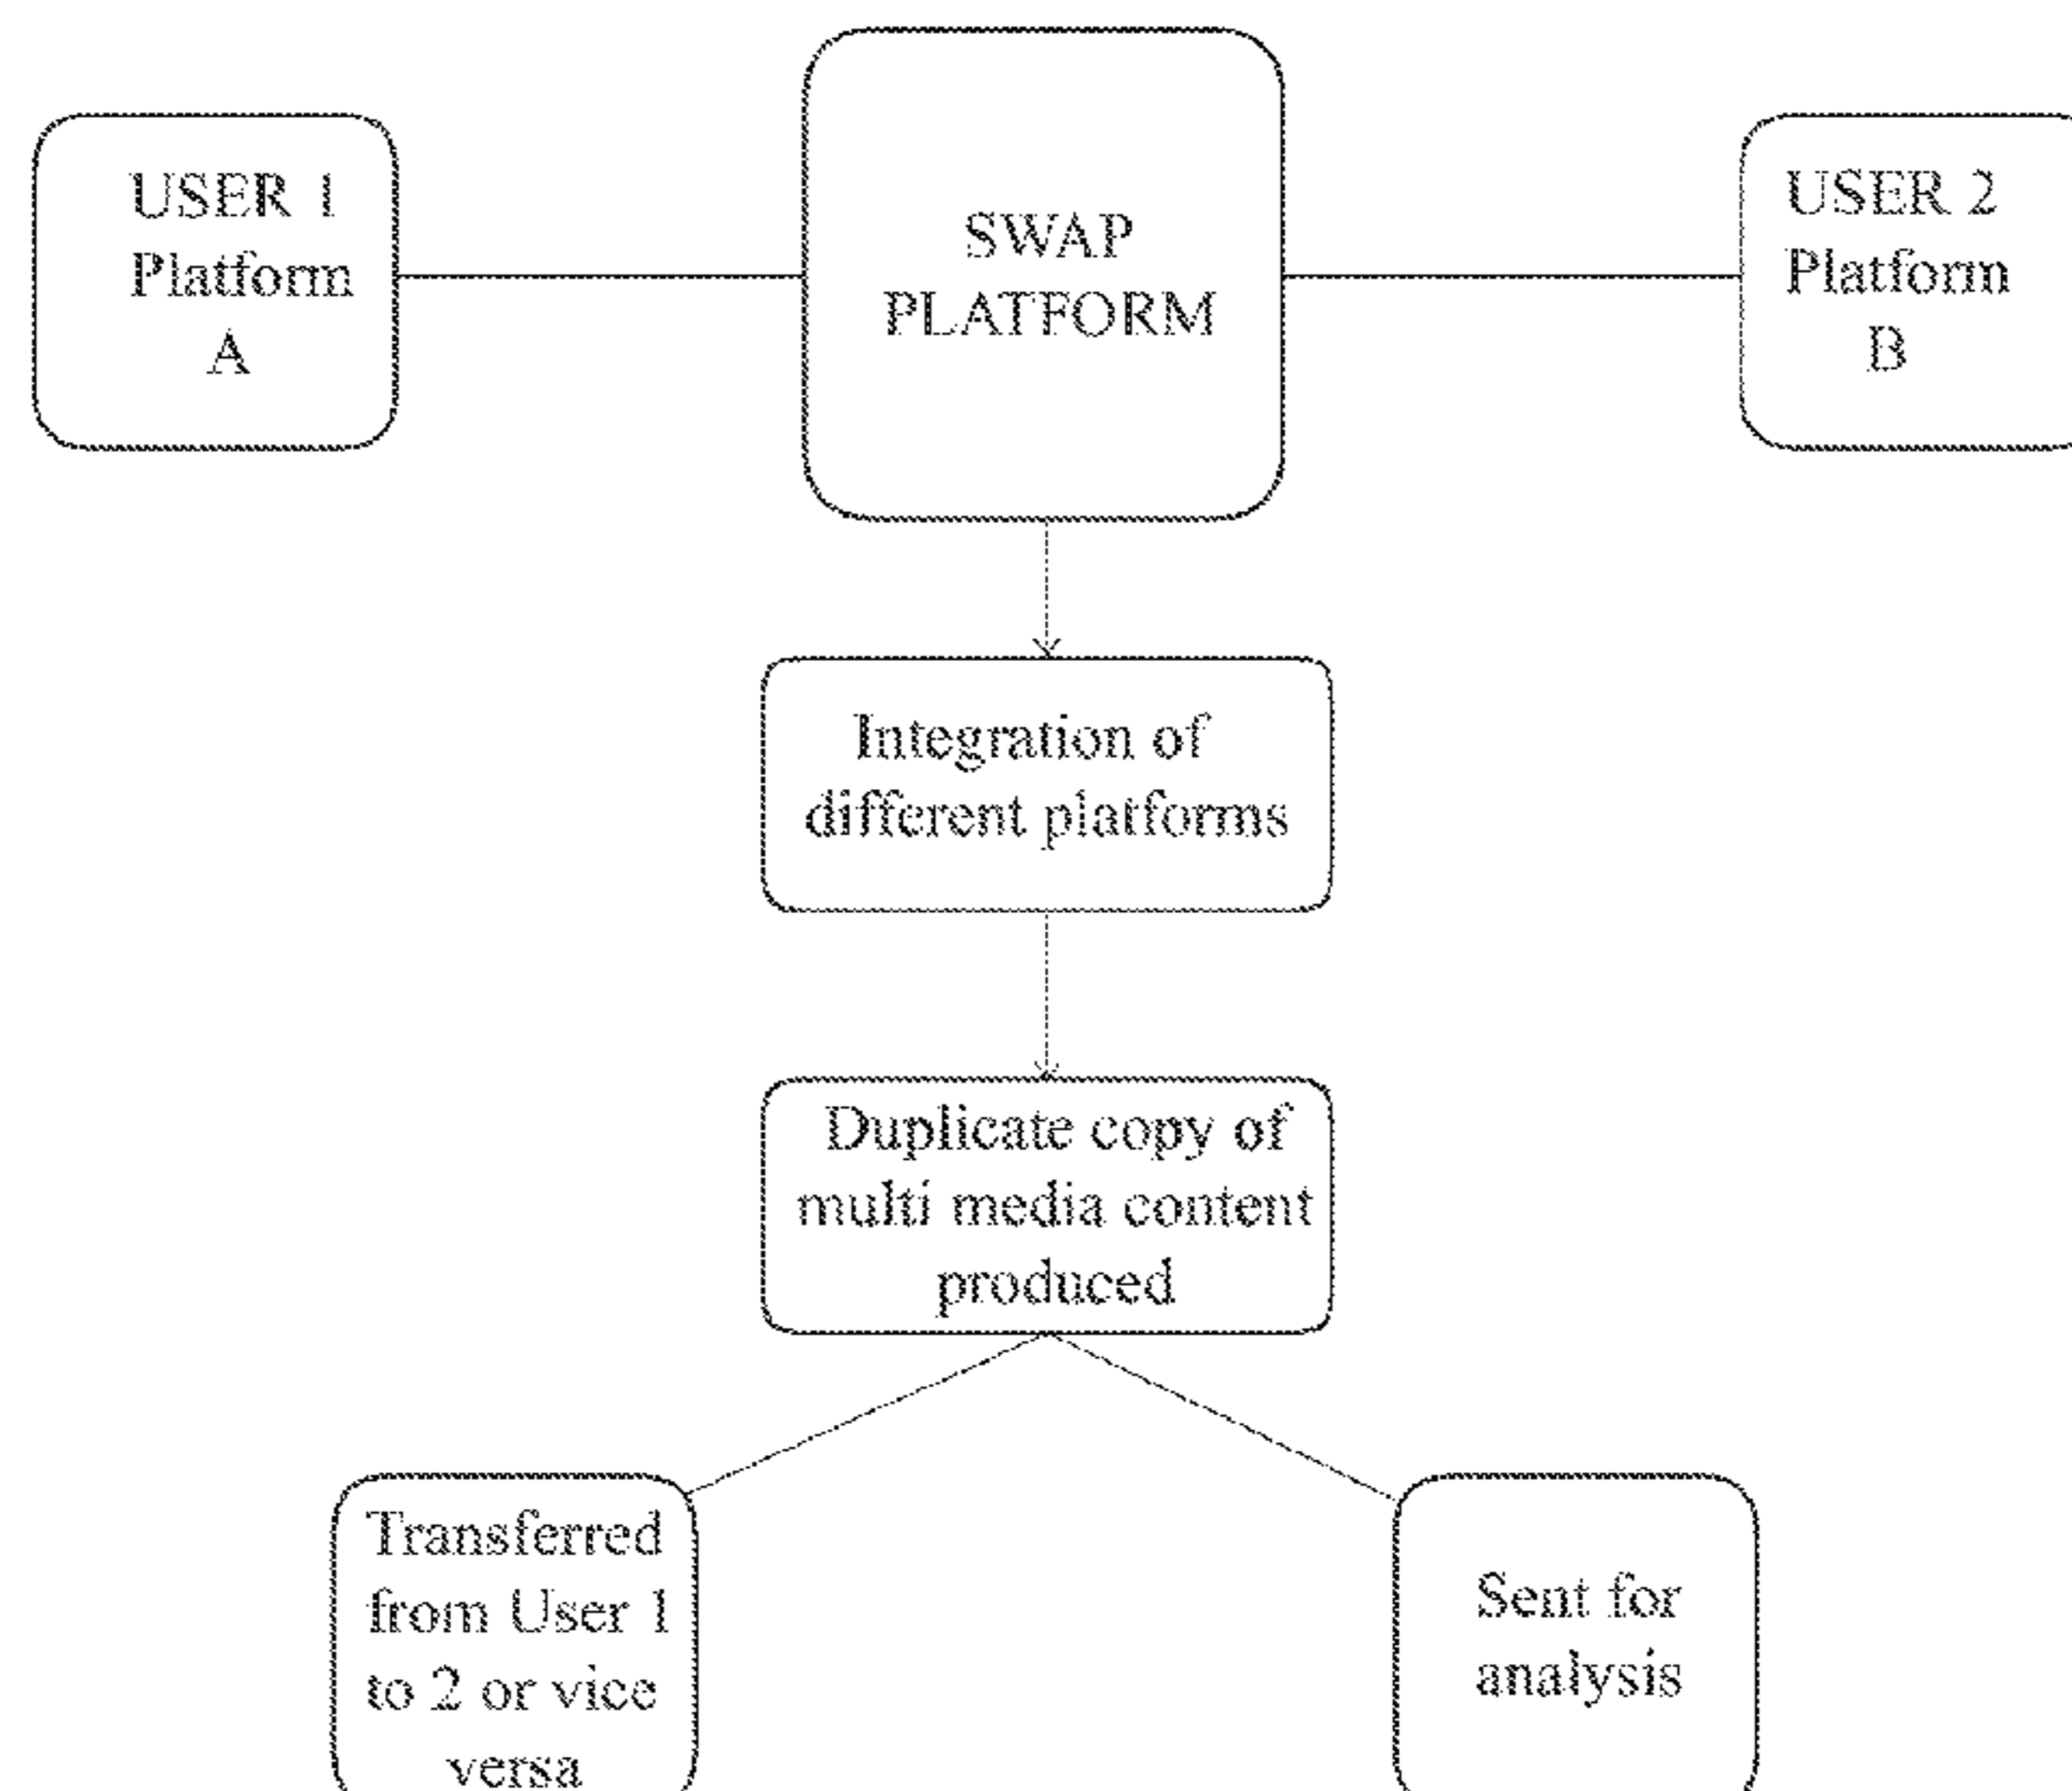 USER 1
Platform
A
SWAP
PLATFORM
USER 2
Platform
B
Integration of
different platforms
Duplicate copy of
multi media content
produced
Transferred
from User 1
to 2 or vice
versa
Sent for
analysis